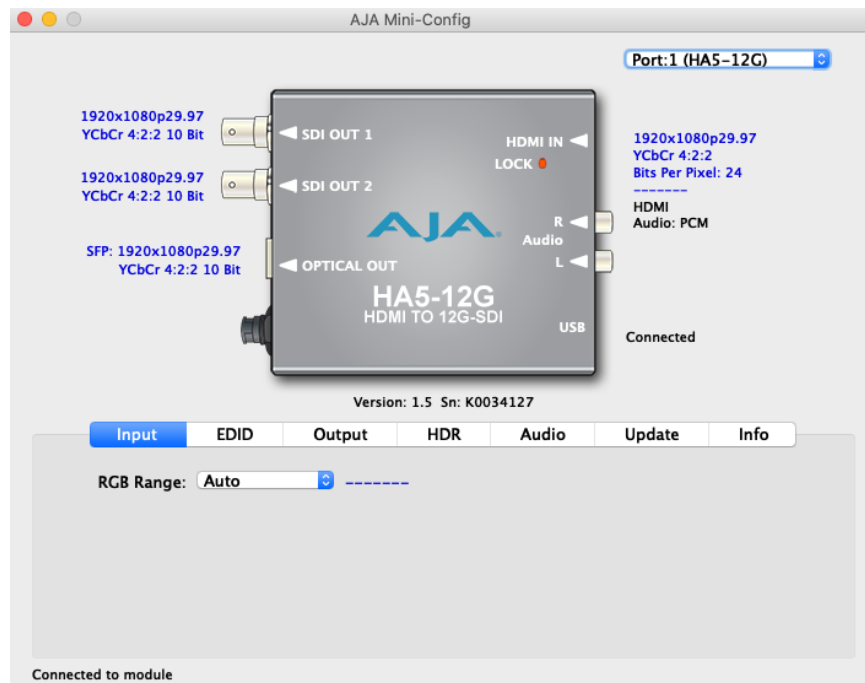 AJA Mini-Config
Port:1 (HA5-12G)
1920x1080p29.97
YCbCr 4:2:2 10 Bit
SDI OUT 1
1920x1080p29.97
YCbCr 4:2:2 10 Bit
SDI OUT 2
SFP: 1920x1080p29.97
YCbCr 4:2:2 10 Bit
OPTICAL OUT
HDMI IN
LOCK
AJA
R
Audio
L
HA5-12G
HDMI TO 12G-SDI
USB
1920x1080p29.97
YCbCr 4:2:2
Bits Per Pixel: 24
-------
HDMI
Audio: PCM
Connected
Version: 1.5 Sn: K0034127
Input EDID Output HDR Audio Update Info
RGB Range: Auto -------
Connected to module